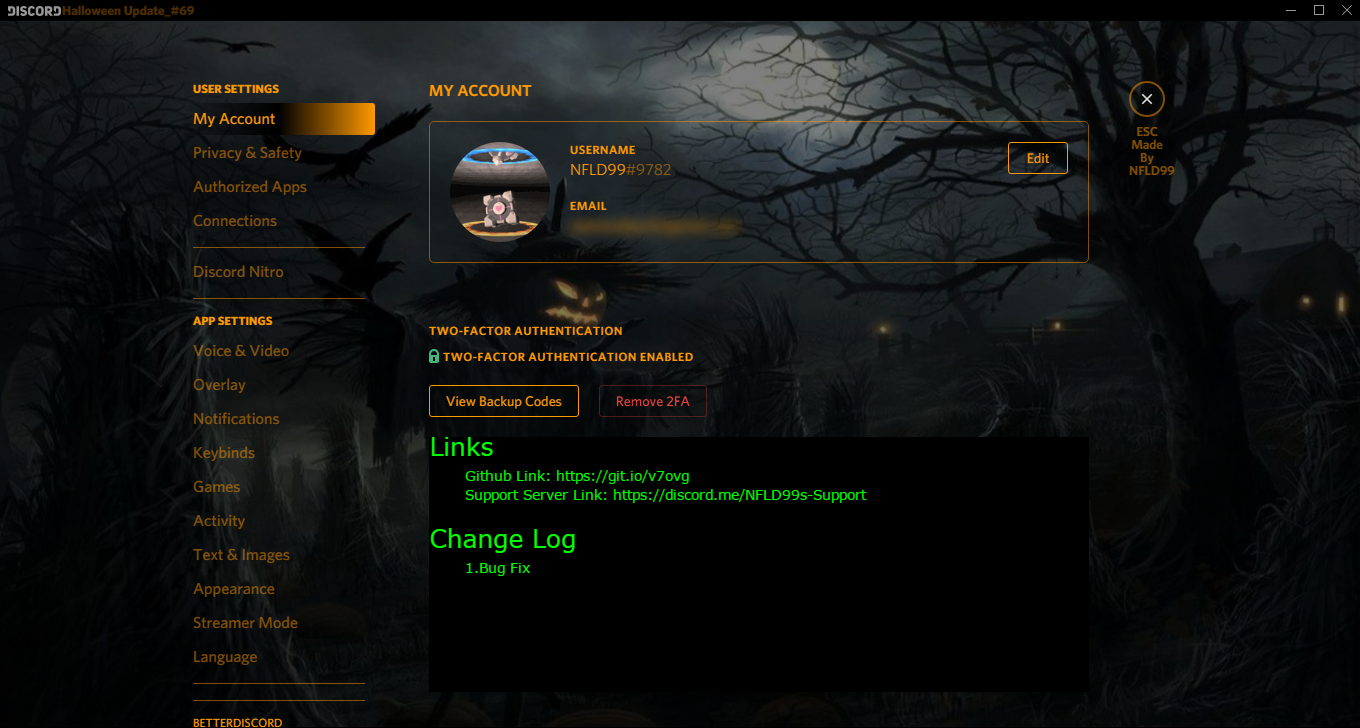 DISCORD Halloween Update_#69
USER SETTINGS
My Account
Privacy & Safety
Authorized Apps
Connections
Discord Nitro
APP SETTINGS
Voice & Video
Overlay
Notifications
Keybinds
Games
Activity
Text & Images
Appearance
Streamer Mode
Language
BETTERDISCORD
MY ACCOUNT
USERNAME
NFLD99#9782
EMAIL
Edit
TWO-FACTOR AUTHENTICATION
TWO-FACTOR AUTHENTICATION ENABLED
View Backup Codes
Remove 2FA
Links
Github Link: https://git.io/v7ovg
Support Server Link: https://discord.me/NFLD99s-Support
Change Log
1.Bug Fix
ESC
Made
By
NFLD99